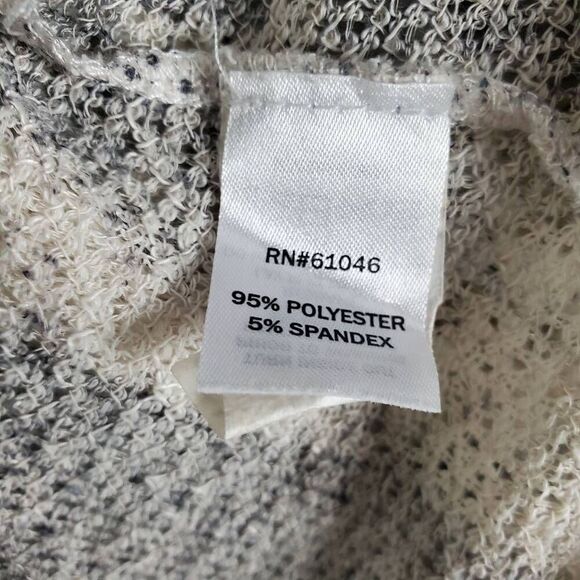 RN#61046
95% POLYESTER
5% SPANDEX